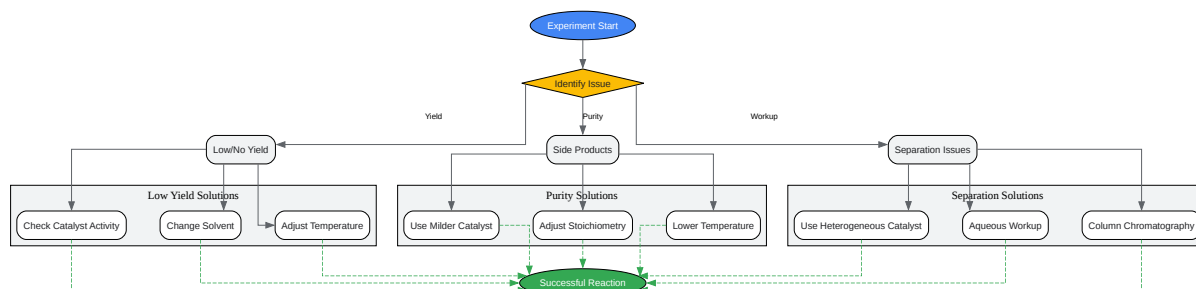 Experiment Start
Identify Issue
Yield
Purity
Workup
Low/No Yield
Side Products
Separation Issues
Low Yield Solutions
Purity Solutions
Separation Solutions
Check Catalyst Activity
Change Solvent
Adjust Temperature
Use Milder Catalyst
Adjust Stoichiometry
Lower Temperature
Use Heterogeneous Catalyst
Aqueous Workup
Column Chromatography
Successful Reaction